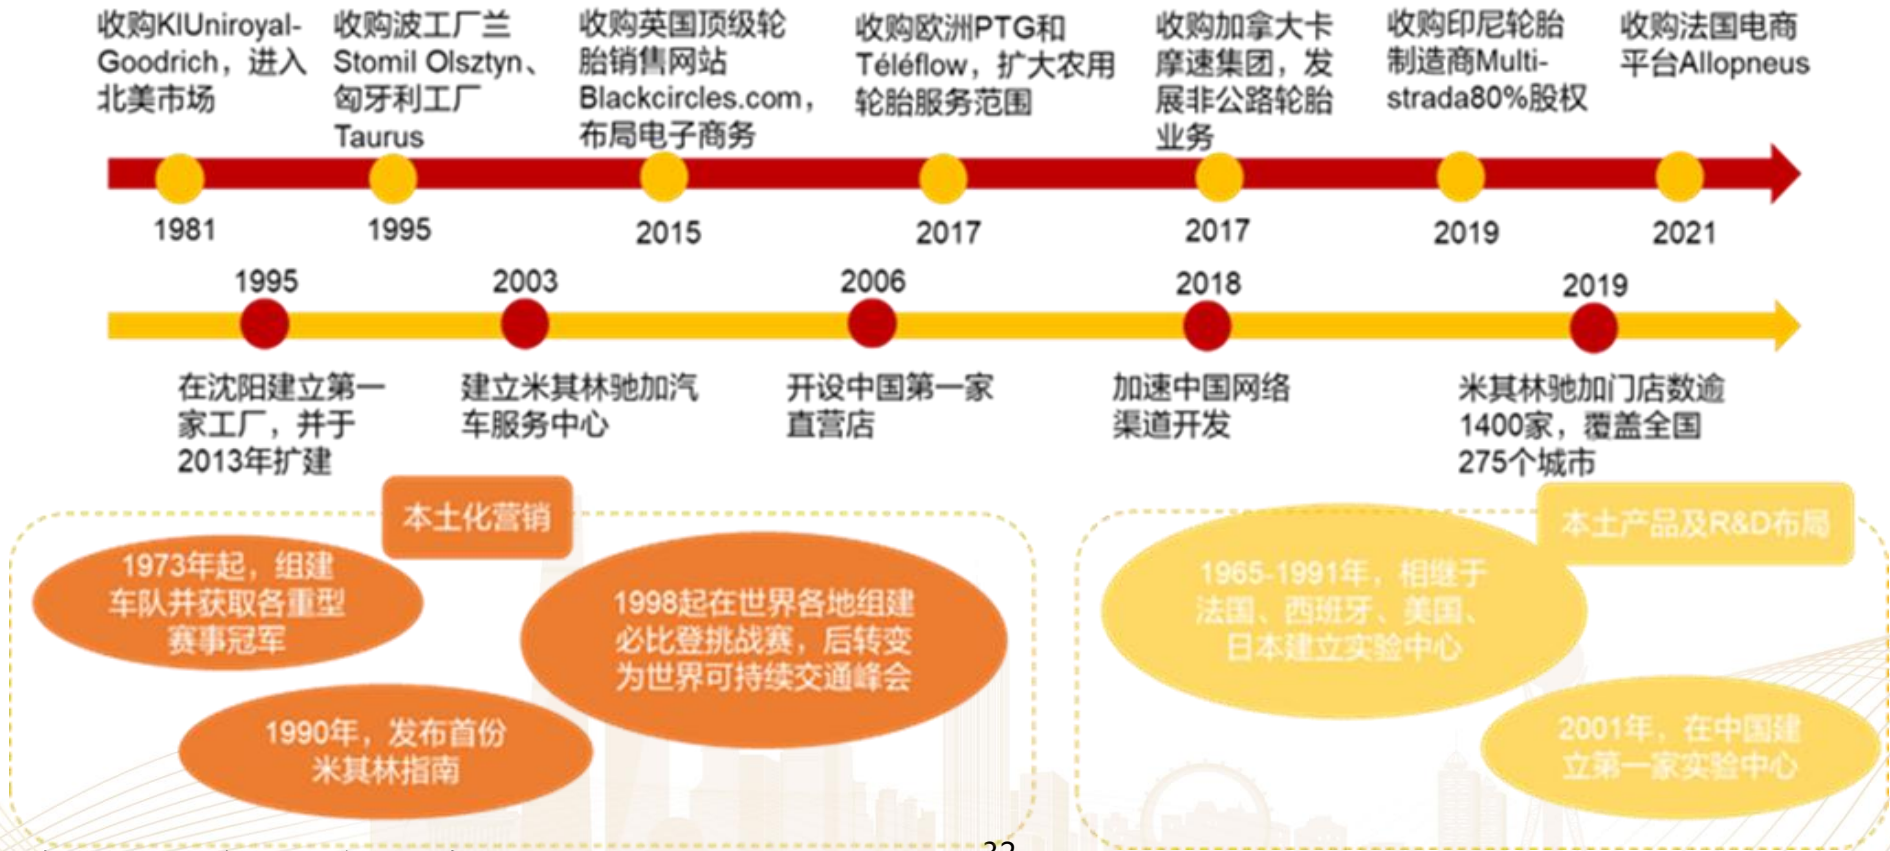 收购KIUniroyal-
Goodrich，进入
北美市场
收购波工厂兰
Stomil Olsztyn、
匈牙利工厂
Taurus
收购英国顶级轮
胎销售网站
Blackcircles.com，
布局电子商务
收购欧洲PTG和
Téléflow，扩大农用
轮胎服务范围
收购加拿大卡
摩速集团，发
展非公路轮胎
业务
收购印尼轮胎
制造商Multi-
strada80%股权
收购法国电商
平台Allopneus
1981
1995
2015
2017
2017
2019
2021
1995
2003
2006
2018
2019
在沈阳建立第一
家工厂，并于
2013年扩建
建立米其林驰加汽
车服务中心
开设中国第一家
直营店
加速中国网络
渠道开发
米其林驰加门店数逾
1400家，覆盖全国
275个城市
本土化营销
1973年起，组建
车队并获取各重型
赛事冠军
1998起在世界各地组建
必比登挑战赛，后转变
为世界可持续交通峰会
1990年，发布首份
米其林指南
本土产品及R&D布局
1965-1991年，相继于
法国、西班牙、美国、
日本建立实验中心
2001年，在中国建
立第一家实验中心